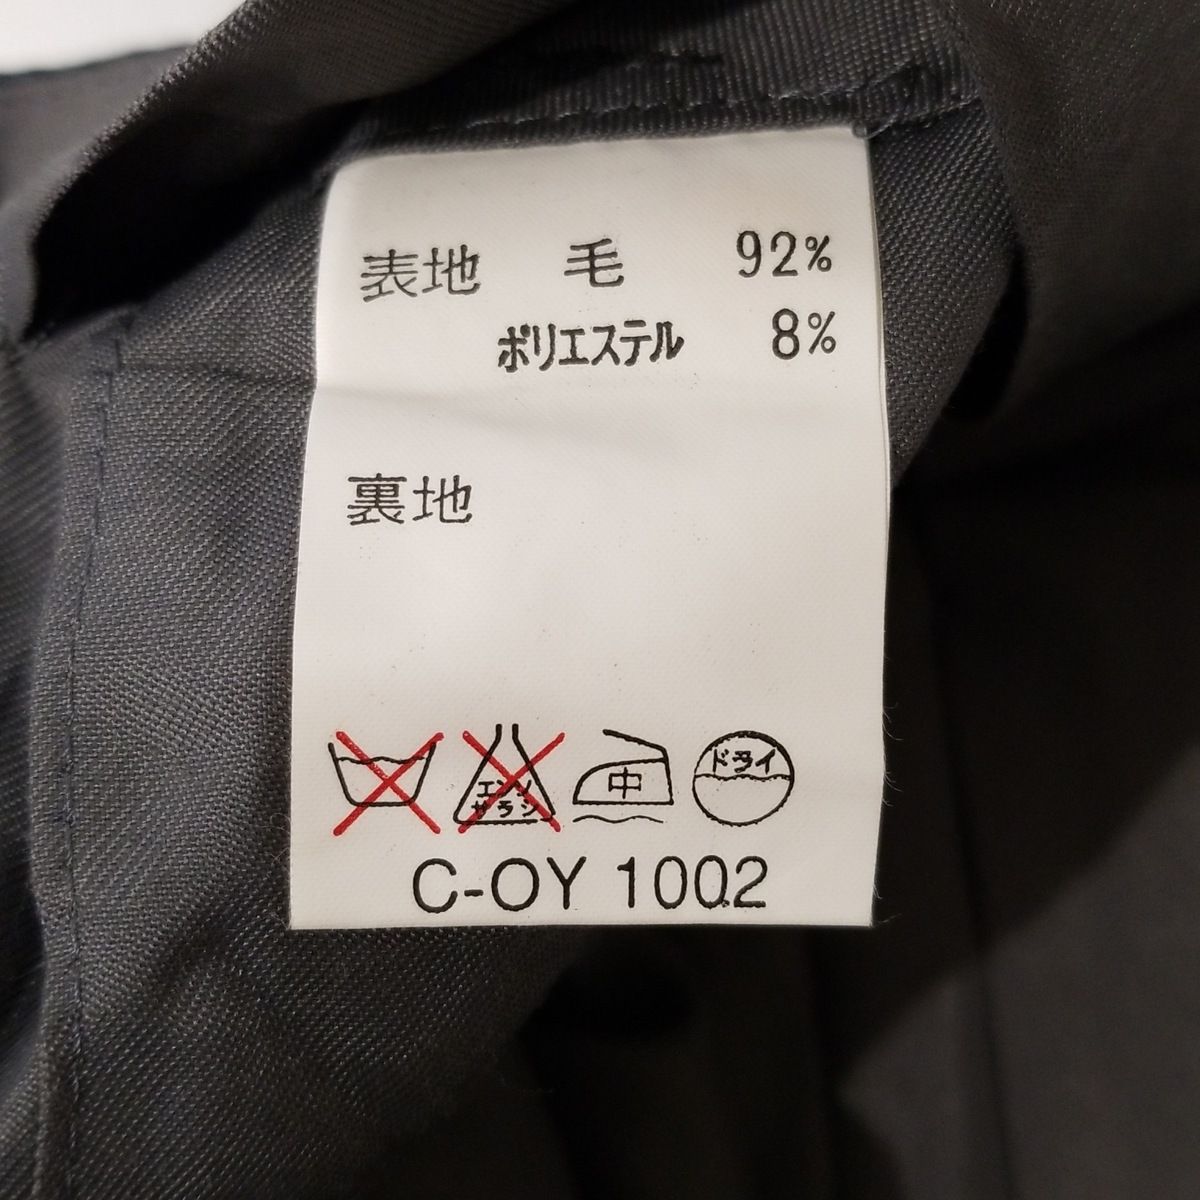 表地 毛 92%
ポリエステル 8%
裏地
エンソ
サラシ
中
ドライ
C-OY 1002